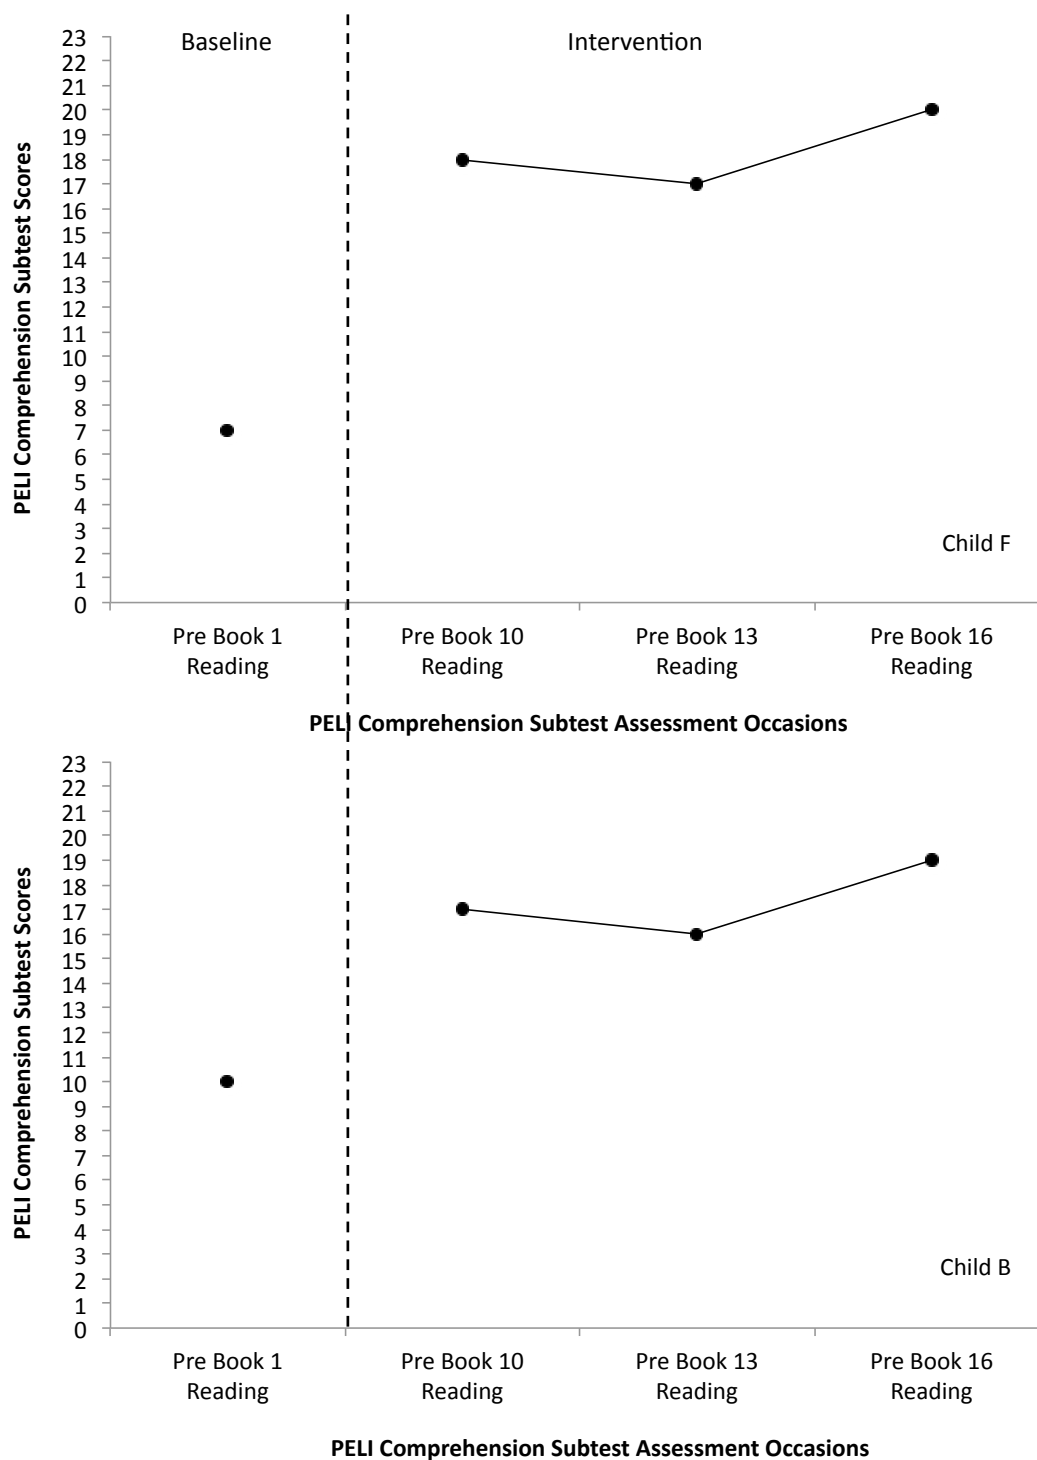 Baseline
Intervention
PELI Comprehension Subtest Scores
23
22
21
20
19
18
17
16
15
14
13
12
11
10
9
8
7
6
5
4
3
2
1
0
Child F
Pre Book 1
Reading
Pre Book 10
Reading
Pre Book 13
Reading
Pre Book 16
Reading
PELI Comprehension Subtest Assessment Occasions
PELI Comprehension Subtest Scores
23
22
21
20
19
18
17
16
15
14
13
12
11
10
9
8
7
6
5
4
3
2
1
0
Child B
Pre Book 1
Reading
Pre Book 10
Reading
Pre Book 13
Reading
Pre Book 16
Reading
PELI Comprehension Subtest Assessment Occasions